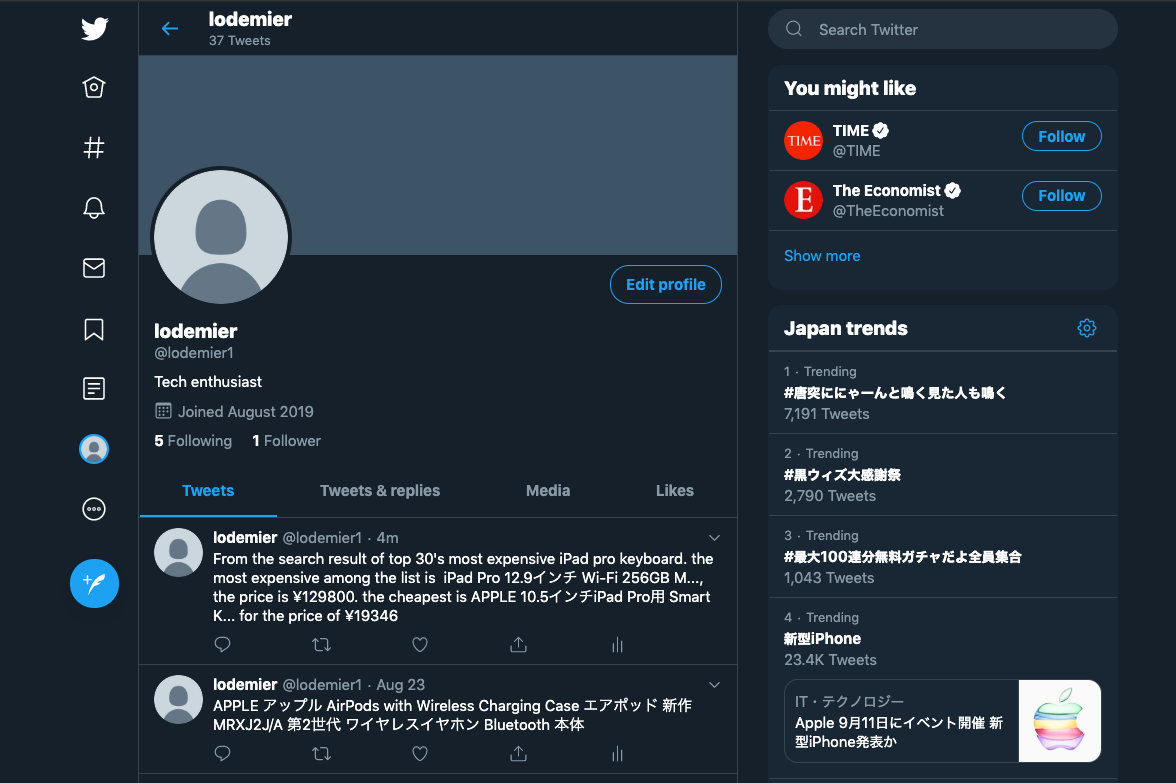 lodemier
37 Tweets
Edit profile
lodemier
@lodemier1
Tech enthusiast
Joined August 2019
5 Following 1 Follower
Tweets Tweets & replies Media Likes
lodemier @lodemier1 · 4m
From the search result of top 30's most expensive iPad pro keyboard. the
most expensive among the list is iPad Pro 12.9インチ Wi-Fi 256GB M...,
the price is ¥129800. the cheapest is APPLE 10.5インチiPad Pro用 Smart
K... for the price of ¥19346
lodemier @lodemier1 · Aug 23
APPLE アップル AirPods with Wireless Charging Case エアポッド 新作
MRXJ2J/A 第2世代 ワイヤレスイヤホン Bluetooth 本体
Search Twitter
You might like
TIME
TIME
@TIME
Follow
E
The Economist
@TheEconomist
Follow
Show more
Japan trends
1 · Trending
#唐突ににゃーんと鳴く見た人も鳴く
7,191 Tweets
2 · Trending
#黒ウィズ大感謝祭
2,790 Tweets
3 · Trending
#最大100連分無料ガチャだよ全員集合
1,043 Tweets
4 · Trending
新型iPhone
23.4K Tweets
IT・テクノロジー
Apple 9月11日にイベント開催 新
型iPhone発表か